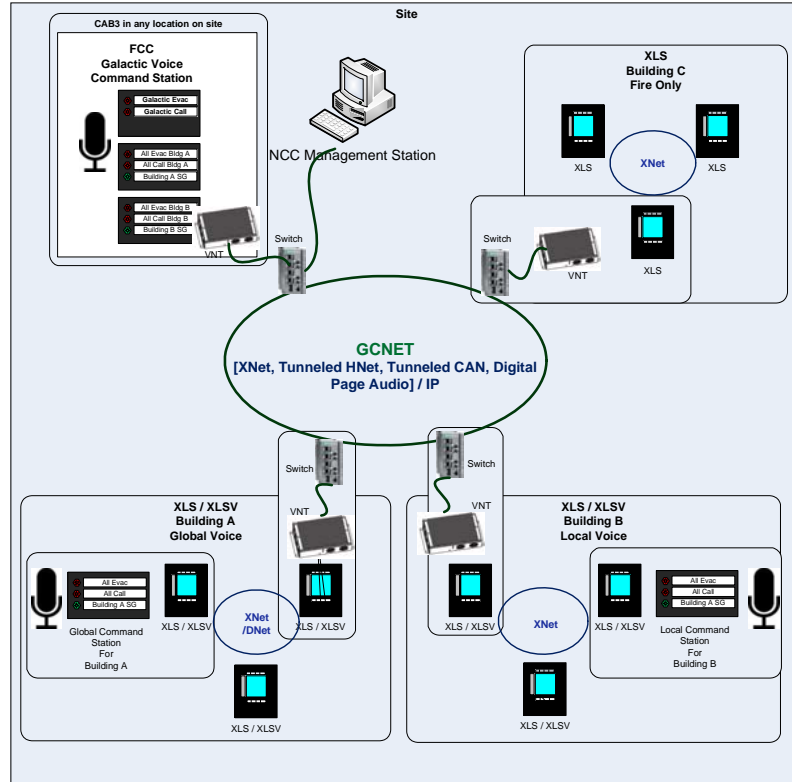 Site
CAB3 in any location on site
FCC
Galactic Voice
Command Station
Galactic Evac
Galactic Call
All Evac Bldg A
All Call Bldg A
Building A SG
All Evac Bldg B
All Call Bldg B
Building B SG
VNT
Switch
NCC Management Station
XLS
Building C
Fire Only
XLS
XNet
XLS
Switch
VNT
XLS
GCNET
[XNet, Tunneled HNet, Tunneled CAN, Digital
Page Audio] / IP
Switch
VNT
Switch
VNT
XLS / XLSV
Building A
Global Voice
All Evac
All Call
Building A SG
Global Command
Station
For
Building A
XLS / XLSV
XNet
/DNet
XLS / XLSV
XLS / XLSV
XLS / XLSV
Building B
Local Voice
XLS / XLSV
XNet
XLS / XLSV
All Evac
All Call
Building A SG
Local Command
Station
For
Building B
XLS / XLSV